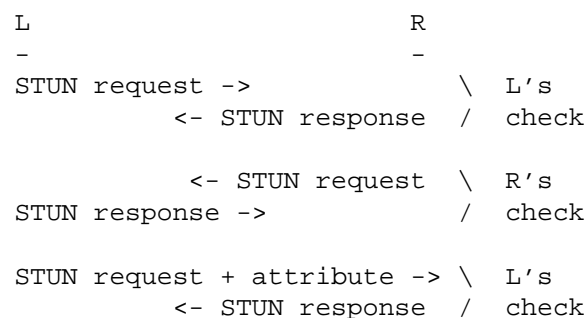 L                        R
-                        -
STUN request ->              \  L's
          <- STUN response  /  check

           <- STUN request  \  R's
STUN response ->            /  check

STUN request + attribute -> \  L's
          <- STUN response  /  check